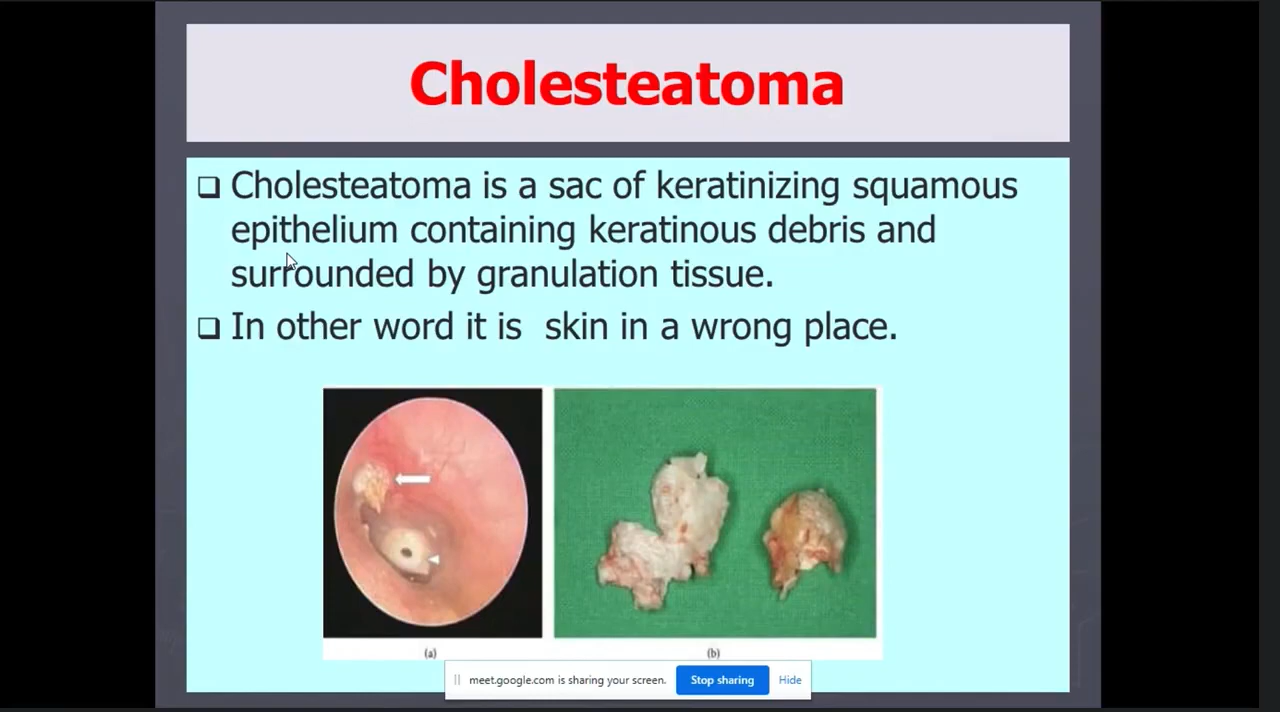 Cholesteatoma
❑ Cholesteatoma is a sac of keratinizing squamous
epithelium containing keratinous debris and
surrounded by granulation tissue.
❑ In other word it is  skin in a wrong place.
(a)
(b)
meet.google.com is sharing your screen. Stop sharing Hide